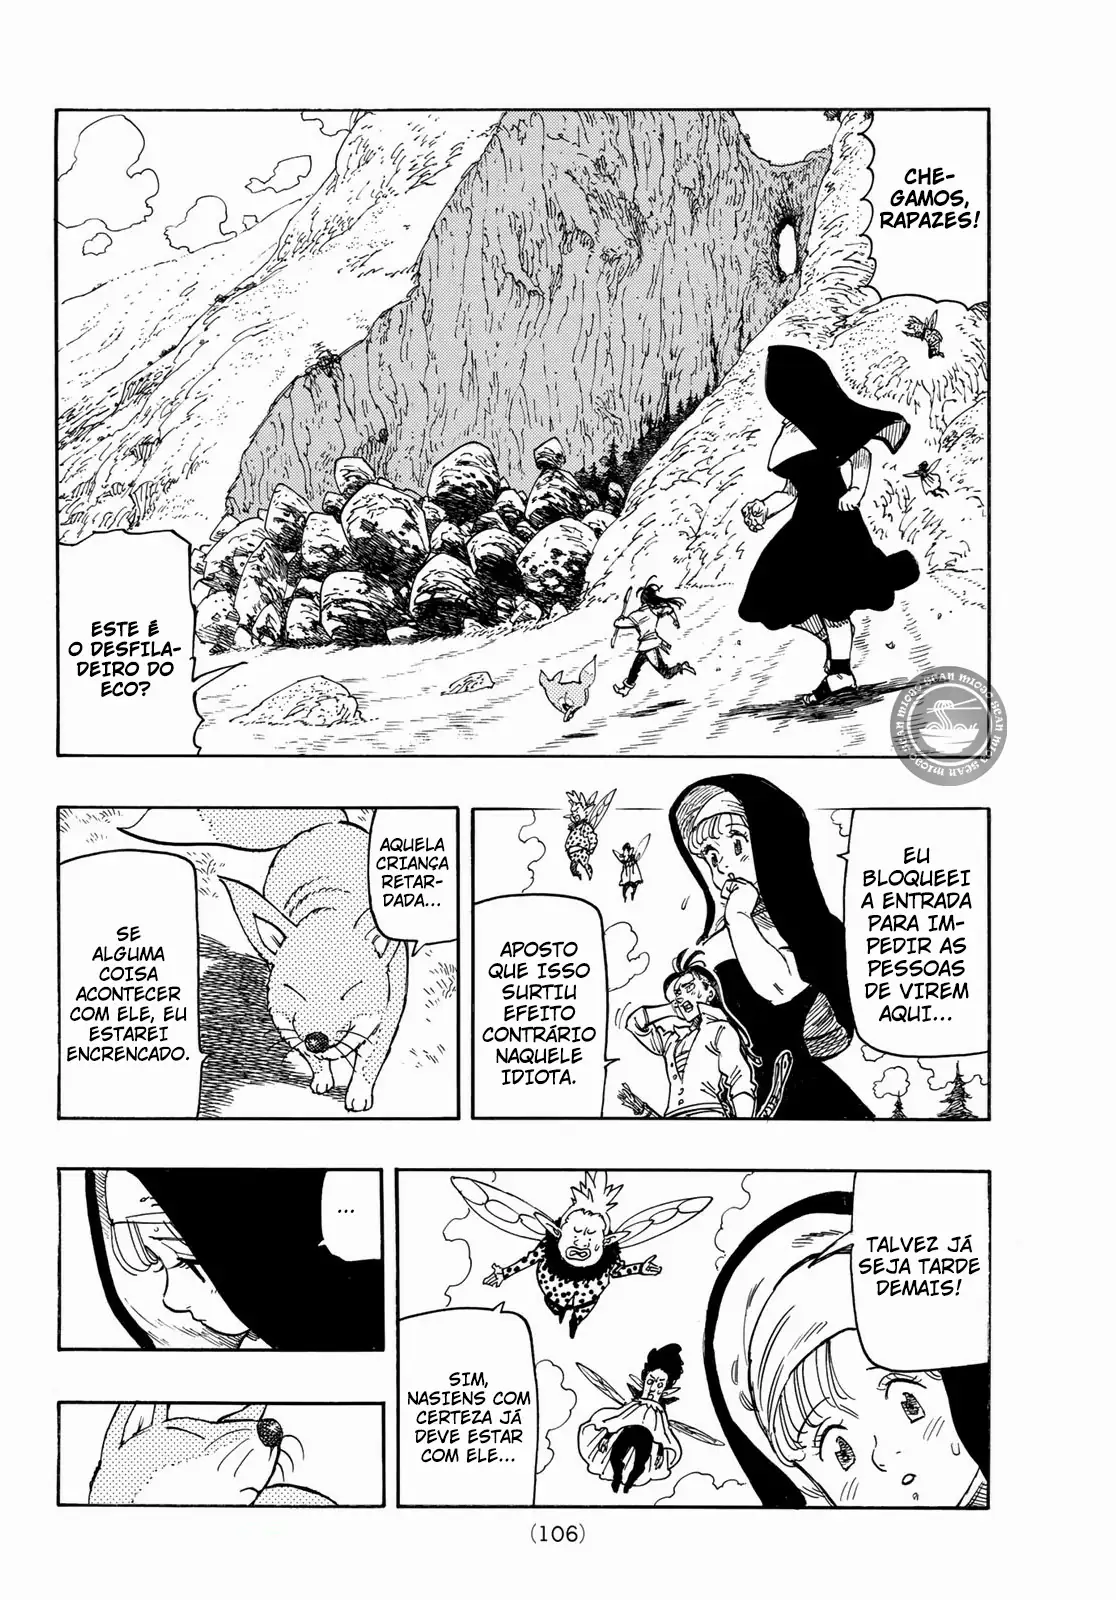 CHE-
GAMOS,
RAPAZES!
ESTE É
O DESFILA-
DEIRO DO
ECO?
EU
BLOQUEEI
A ENTRADA
PARA IM-
PEDIR AS
PESSOAS
DE VIREM
AQUI...
APOSTO
QUE ISSO
SURTIU
EFEITO
CONTRÁRIO
NAQUELE
IDIOTA.
AQUELA
CRIANÇA
RETAR-
DADA...
SE
ALGUMA
COISA
ACONTECER
COM ELE, EU
ESTAREI
ENCRENCADO.
TALVEZ JÁ
SEJA TARDE
DEMAIS!
SIM,
NASIENS COM
CERTEZA JÁ
DEVE ESTAR
COM ELE...
...
(106)